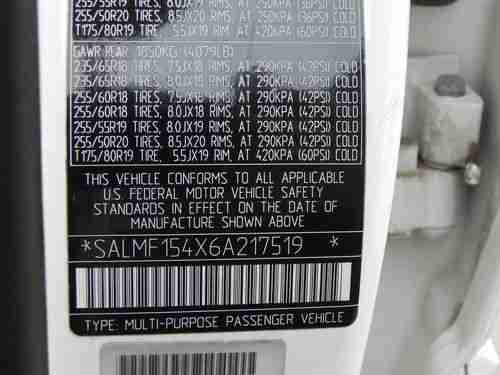 255/55R19 TIRES, 8.0JX19 RIMS, AT 250KPA (36PSI) COLD
255/50R20 TIRES, 8.5JX20 RIMS, AT 250KPA (36PSI) COLD
T175/80R19 TIRE 5.5JX19 RIM, AT 420KPA (60PSI) COLD
GAWR REAR 1850KG (4079LB)
235/65R18 TIRES, 7.5JX18 RIMS, AT 290KPA (42PSI) COLD
235/65R18 TIRES, 8.0JX18 RIMS, AT 290KPA (42PSI) COLD
255/60R18 TIRES, 7.5JX18 RIMS, AT 290KPA (42PSI) COLD
255/60R18 TIRES, 8.0JX18 RIMS, AT 290KPA (42PSI) COLD
255/55R19 TIRES, 8.0JX19 RIMS, AT 290KPA (42PSI) COLD
255/50R20 TIRES, 8.5JX20 RIMS, AT 290KPA (42PSI) COLD
T175/80R19 TIRE 5.5JX19 RIM, AT 420KPA (60PSI) COLD
THIS VEHICLE CONFORMS TO ALL APPLICABLE
U.S. FEDERAL MOTOR VEHICLE SAFETY
STANDARDS IN EFFECT ON THE DATE OF
MANUFACTURE SHOWN ABOVE
*SALMF154X6A217519 *
TYPE: MULTI-PURPOSE PASSENGER VEHICLE